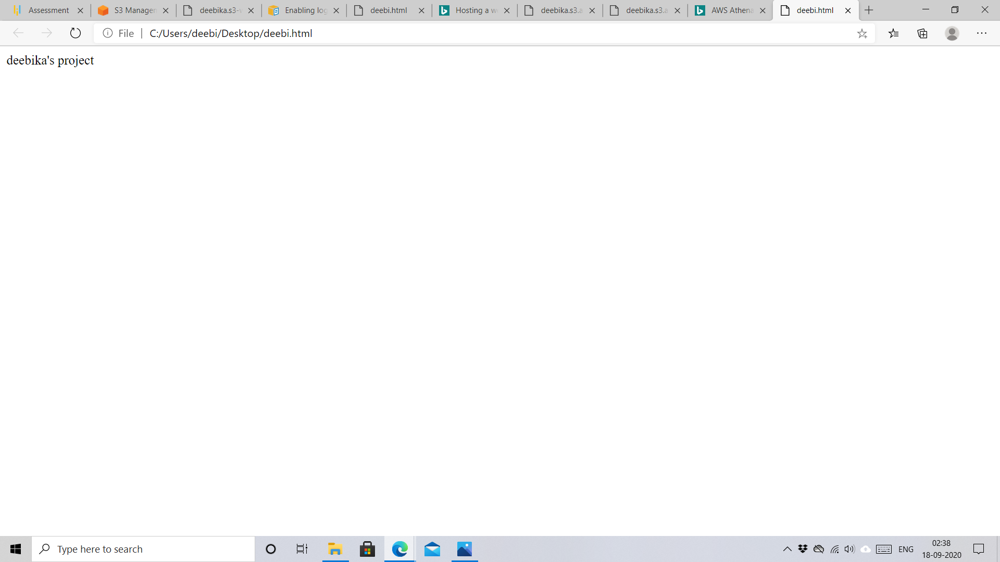 Assessment
S3 Managen
deebika.s3-w
Enabling log
deebi.html
Hosting a we
deebika.s3.a
deebika.s3.a
AWS Athena
deebi.html
File
C:/Users/deebi/Desktop/deebi.html
deebika's project
Type here to search
ENG
02:38
18-09-2020